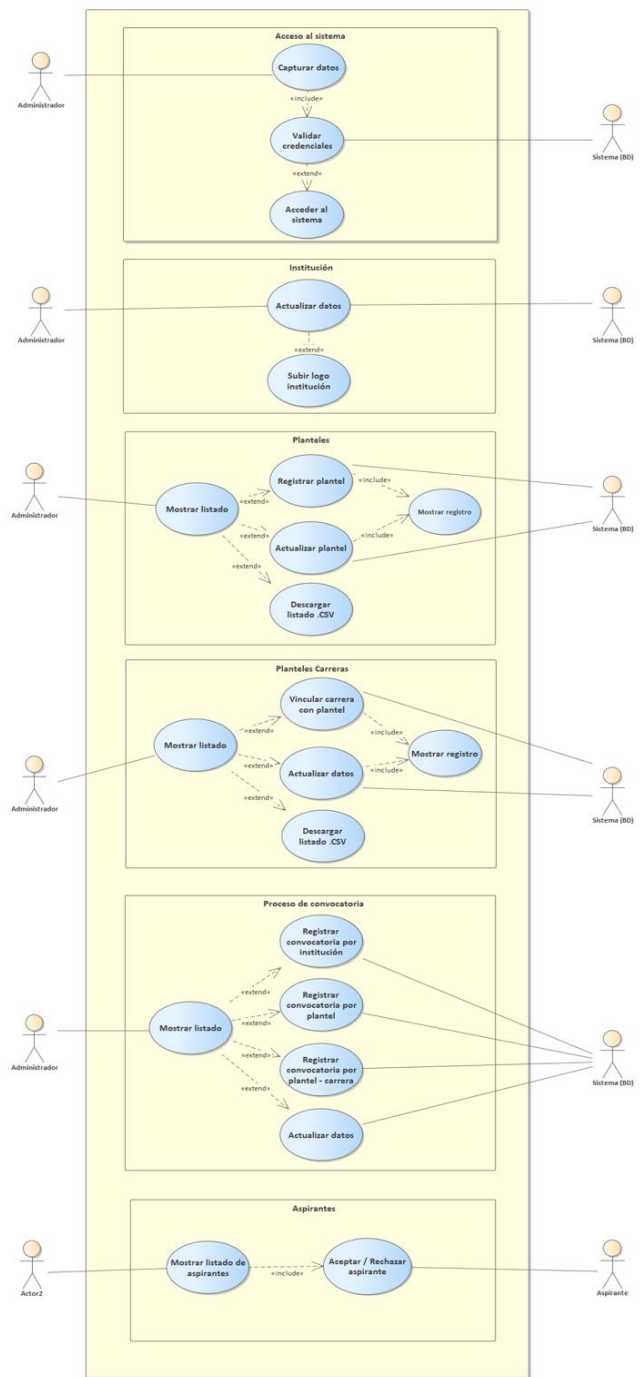 Acceso al sistema
Capturar datos
Administrador
«include»
Validar
credenciales
Sistema (BD)
«extend»
Acceder al
sistema
Institución
Actualizar datos
Administrador
Sistema (BD)
«extend»
Subir logo
institución
Planteles
Registrar plantel
«include»
«extend»
Mostrar listado
Mostrar registro
Administrador
Sistema (BD)
«extend»
«include»
Actualizar plantel
«extend»
Descargar
listado .CSV
Planteles Carreras
Vincular carrera
con plantel
«extend»
«include»
Mostrar listado
Mostrar registro
«extend»
Actualizar datos
«include»
Administrador
Sistema (BD)
«extend»
Descargar
listado .CSV
Proceso de convocatoria
Registrar
convocatoria por
institución
«extend»
Registrar
convocatoria por
plantel
«extend»
Mostrar listado
Administrador
Sistema (BD)
«extend»
Registrar
convocatoria por
plantel - carrera
«extend»
Actualizar datos
Aspirantes
Mostrar listado de
aspirantes
«include»
Aceptar / Rechazar
aspirante
Actor2
Aspirante